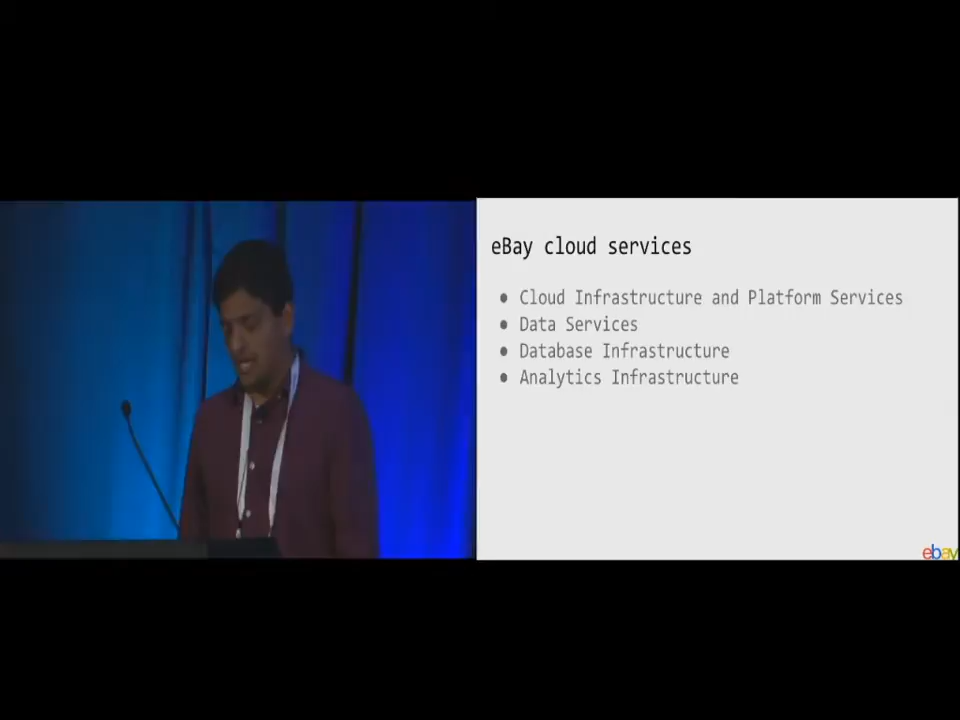 eBay cloud services
● Cloud Infrastructure and Platform Services
● Data Services
● Database Infrastructure
● Analytics Infrastructure
ebay